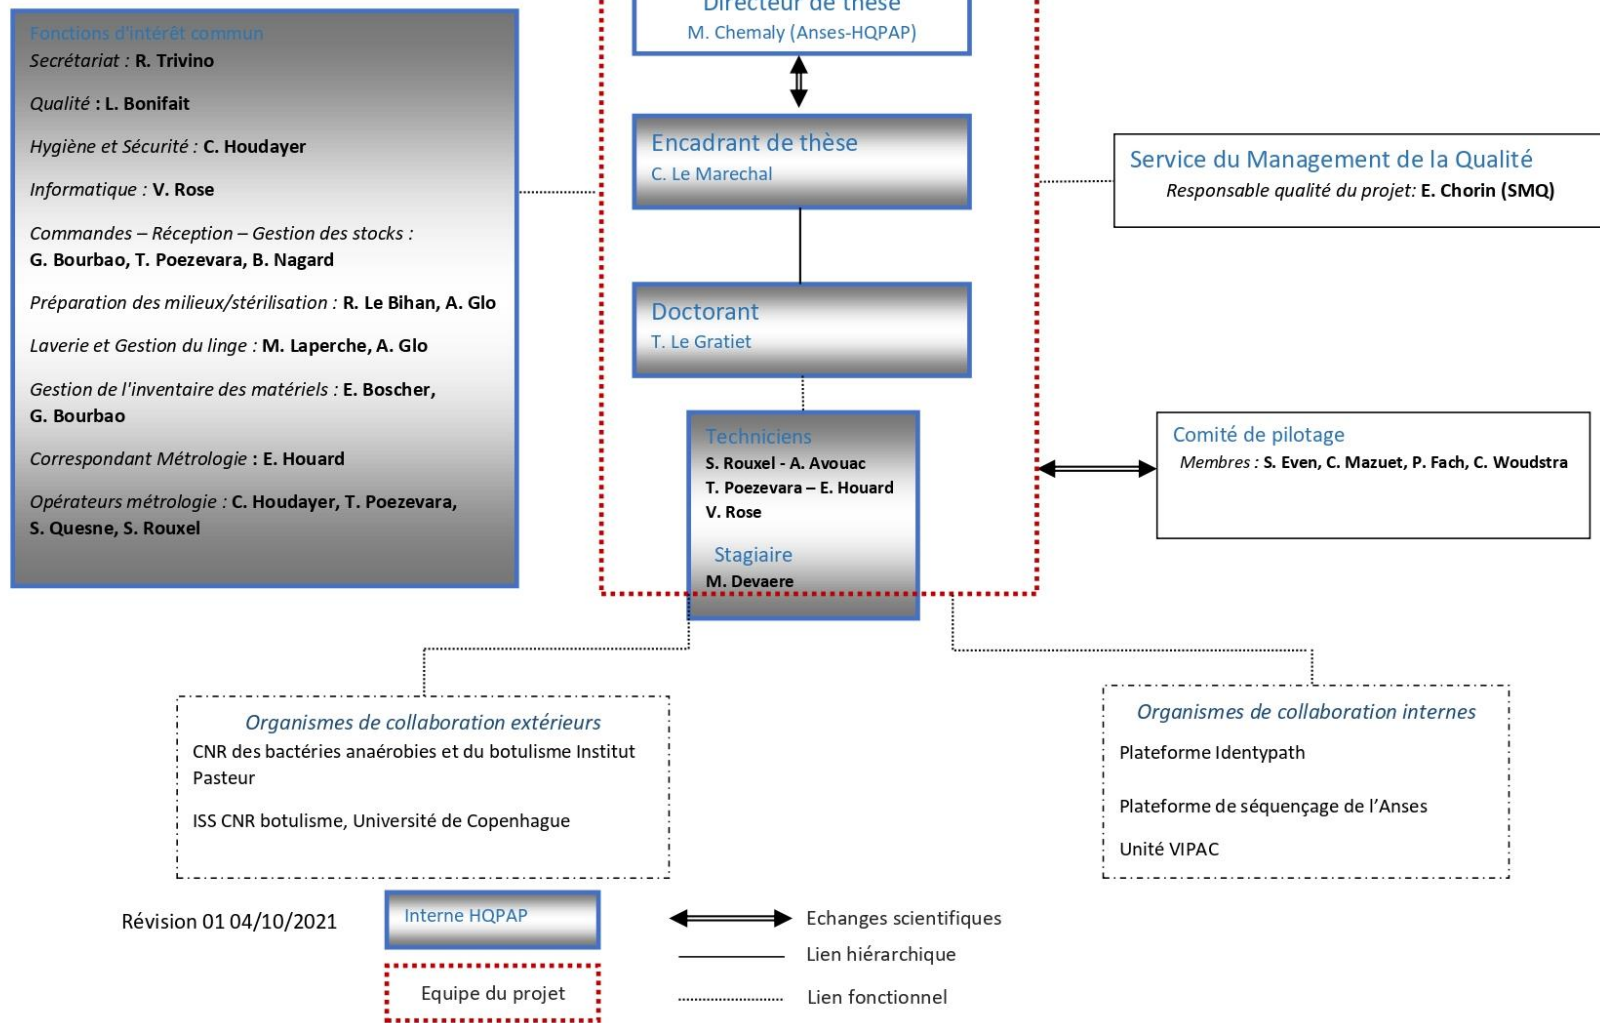 Fonctions d'intérêt commun
Secrétariat : R. Trivino
Qualité : L. Bonifait
Hygiène et Sécurité : C. Houdayer
Informatique : V. Rose
Commandes – Réception – Gestion des stocks :
G. Bourbao, T. Poezevara, B. Nagard
Préparation des milieux/stérilisation : R. Le Bihan, A. Glo
Laverie et Gestion du linge : M. Laperche, A. Glo
Gestion de l'inventaire des matériels : E. Boscher,
G. Bourbao
Correspondant Métrologie : E. Houard
Opérateurs métrologie : C. Houdayer, T. Poezevara,
S. Quesne, S. Rouxel
Directeur de thèse
M. Chemaly (Anses-HQPAP)
Encadrant de thèse
C. Le Marechal
Doctorant
T. Le Gratiet
Techniciens
S. Rouxel - A. Avouac
T. Poezevara – E. Houard
V. Rose
Stagiaire
M. Devaere
Service du Management de la Qualité
Responsable qualité du projet: E. Chorin (SMQ)
Comité de pilotage
Membres : S. Even, C. Mazuet, P. Fach, C. Woudstra
Organismes de collaboration extérieurs
CNR des bactéries anaérobies et du botulisme Institut
Pasteur
ISS CNR botulisme, Université de Copenhague
Organismes de collaboration internes
Plateforme Identypath
Plateforme de séquençage de l’Anses
Unité VIPAC
Révision 01 04/10/2021
Interne HQPAP
Equipe du projet
Echanges scientifiques
Lien hiérarchique
Lien fonctionnel